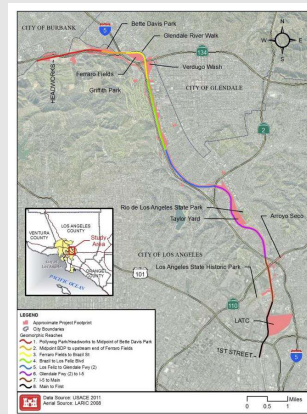 CITY OF BURBANK
5
Bette Davis Park
Glendale River Walk
134
HEADWORKS
Ferraro Fields
Verdugo Wash
Griffith Park
CITY OF GLENDALE
2
Rio de Los Angeles State Park
Taylor Yard
Arroyo Seco
CITY OF LOS ANGELES
Los Angeles State Historic Park
101
110
LATC
1ST STREET
5
VENTURA COUNTY
LOS ANGELES COUNTY
Study Area
ORANGE COUNTY
PACIFIC OCEAN
LEGEND
Approximate Project Footprint
City Boundaries
Geomorphic Reaches
1. Pollywog Park/Headworks to Midpoint of Betty Davis Park
2. Midpoint BDP to upstream end of Ferraro Fields
3. Ferraro Fields to Brazil St
4. Brazil to Los Feliz Blvd
5. Los Feliz to Glendale Fwy (2)
6. Glendale Fwy (2) to I-5
7. I-5 to Main
8. Main to First
Data Source: USACE 2011
Aerial Source: LARIC 2008
0 0.5 1
Miles
N
W E
S